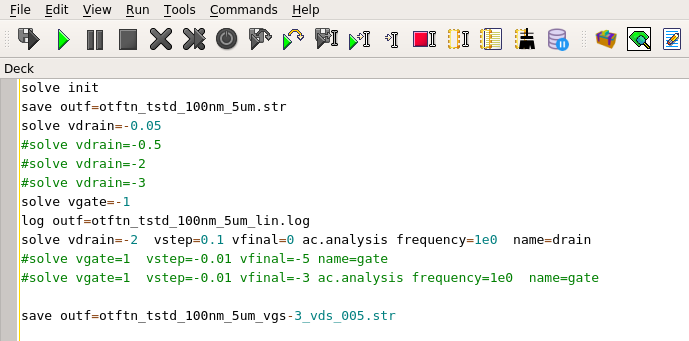 File Edit View Run Tools Commands Help
Deck
solve init
save outf=otftn_tstd_100nm_5um.str
solve vdrain=-0.05
#solve vdrain=-0.5
#solve vdrain=-2
#solve vdrain=-3
solve vgate=-1
log outf=otftn_tstd_100nm_5um_lin.log
solve vdrain=-2  vstep=0.1 vfinal=0 ac.analysis frequency=1e0  name=drain
#solve vgate=1  vstep=-0.01 vfinal=-5 name=gate
#solve vgate=1  vstep=-0.01 vfinal=-3 ac.analysis frequency=1e0  name=gate
save outf=otftn_tstd_100nm_5um_vgs-3_vds_005.str